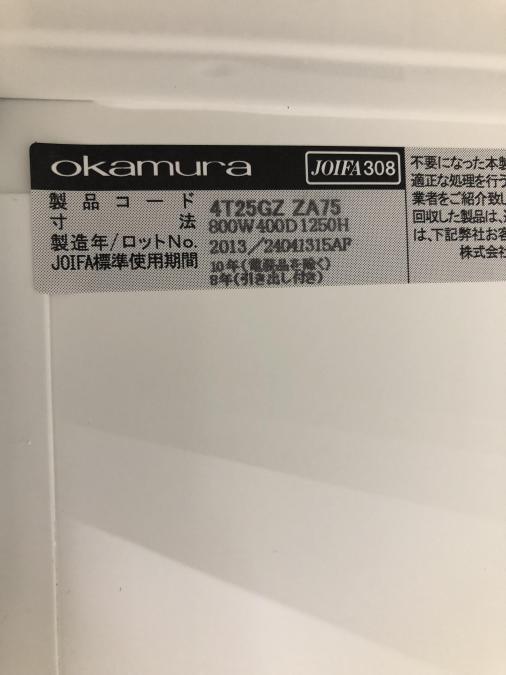 okamura JOIFA308
製品コード 4T25GZ ZA75
寸法 800W400D1250H
製造年/ロットNo. 2013/24041315AP
JOIFA標準使用期間 10年(電装品を除く)
8年(引き出し付き)
不要になった本製
適正な処理を行う
業者をご紹介致し
回収した製品は、
は、下記弊社お客
株式会社